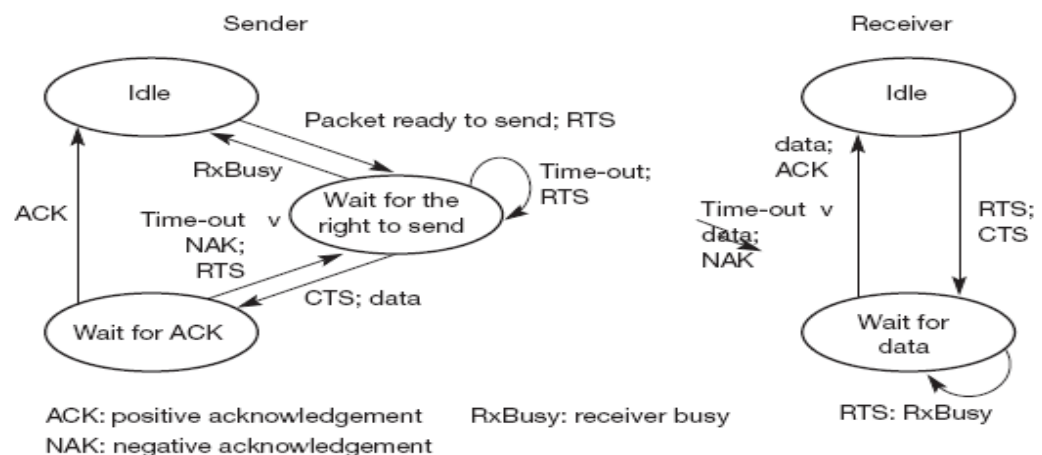 Sender
Receiver
Idle
Packet ready to send; RTS
RxBusy
Wait for the
right to send
Time-out;
RTS
ACK
Time-out v
NAK;
RTS
CTS; data
Wait for ACK
Idle
data;
ACK
Time-out v
data;
NAK
RTS;
CTS
Wait for
data
RTS: RxBusy
ACK: positive acknowledgement
RxBusy: receiver busy
NAK: negative acknowledgement